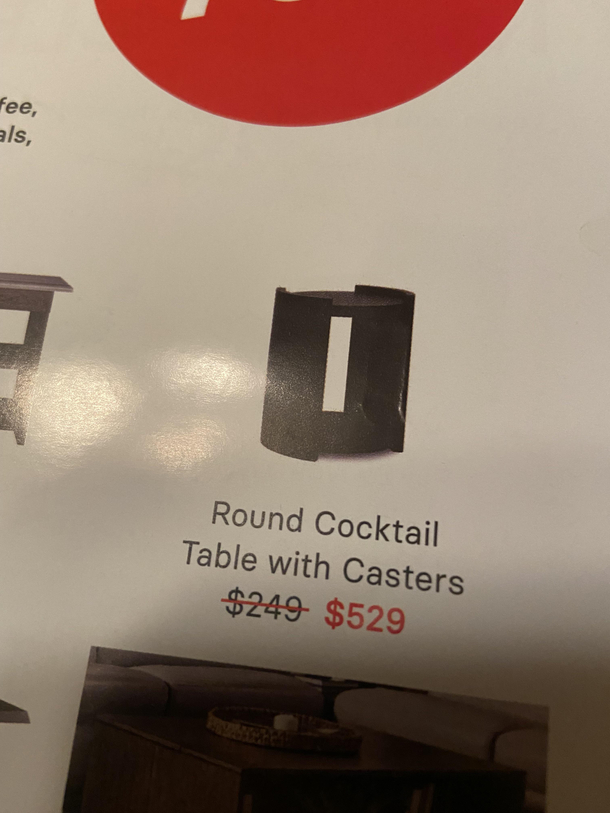 fee,
als,
Round Cocktail
Table with Casters
$249 $529